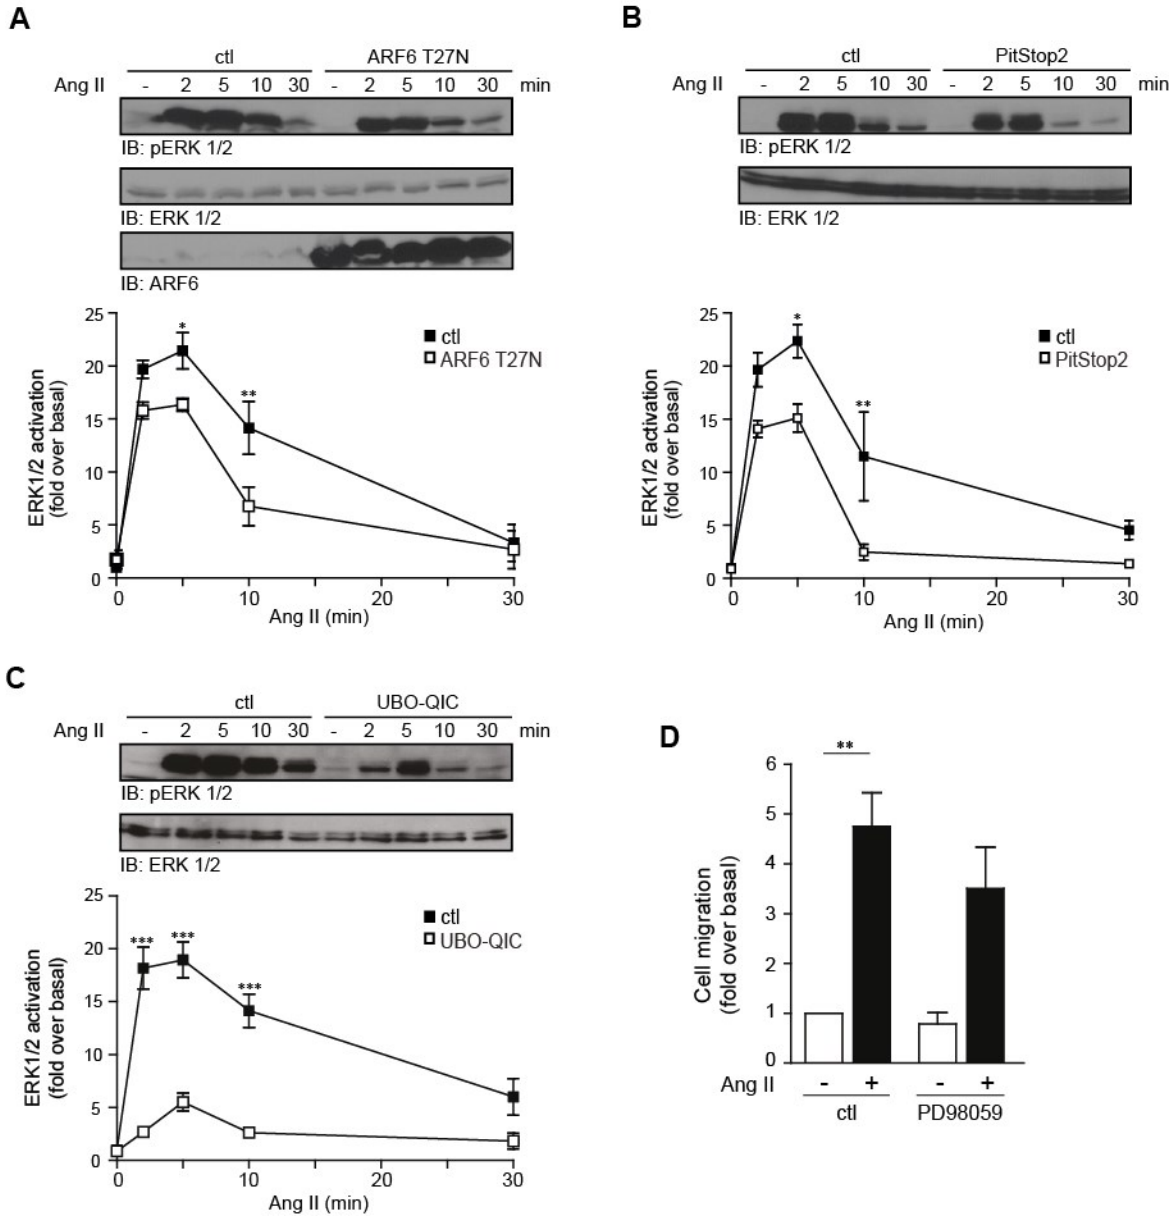 A
ctl ARF6 T27N
Ang II - 2 5 10 30 - 2 5 10 30 min
IB: pERK 1/2
IB: ERK 1/2
IB: ARF6
25
20
15
10
5
0
ERK1/2 activation
(fold over basal)
*
**
ctl
ARF6 T27N
0 10 20 30
Ang II (min)
B
ctl PitStop2
Ang II - 2 5 10 30 - 2 5 10 30 min
IB: pERK 1/2
IB: ERK 1/2
25
20
15
10
5
0
ERK1/2 activation
(fold over basal)
*
**
ctl
PitStop2
0 10 20 30
Ang II (min)
C
ctl UBO-QIC
Ang II - 2 5 10 30 - 2 5 10 30 min
IB: pERK 1/2
IB: ERK 1/2
25
20
15
10
5
0
ERK1/2 activation
(fold over basal)
*** *** ***
ctl
UBO-QIC
0 10 20 30
Ang II (min)
D
**
6
5
4
3
2
1
0
Cell migration
(fold over basal)
Ang II - + - +
ctl PD98059